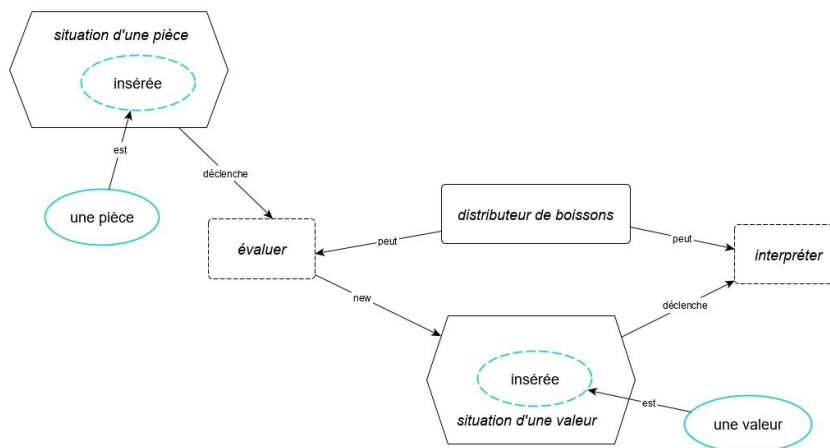 situation d'une pièce
insérée
est
déclenche
une pièce
distributeur de boissons
évaluer
peut
peut
interpréter
new
déclenche
insérée
est
situation d'une valeur
une valeur